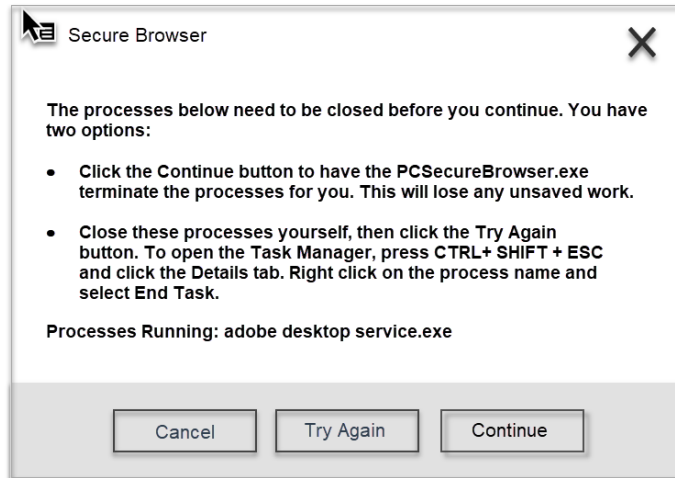 Secure Browser
The processes below need to be closed before you continue. You have
two options:
• Click the Continue button to have the PCSecureBrowser.exe
terminate the processes for you. This will lose any unsaved work.
• Close these processes yourself, then click the Try Again
button. To open the Task Manager, press CTRL+ SHIFT + ESC
and click the Details tab. Right click on the process name and
select End Task.
Processes Running: adobe desktop service.exe
Cancel Try Again Continue